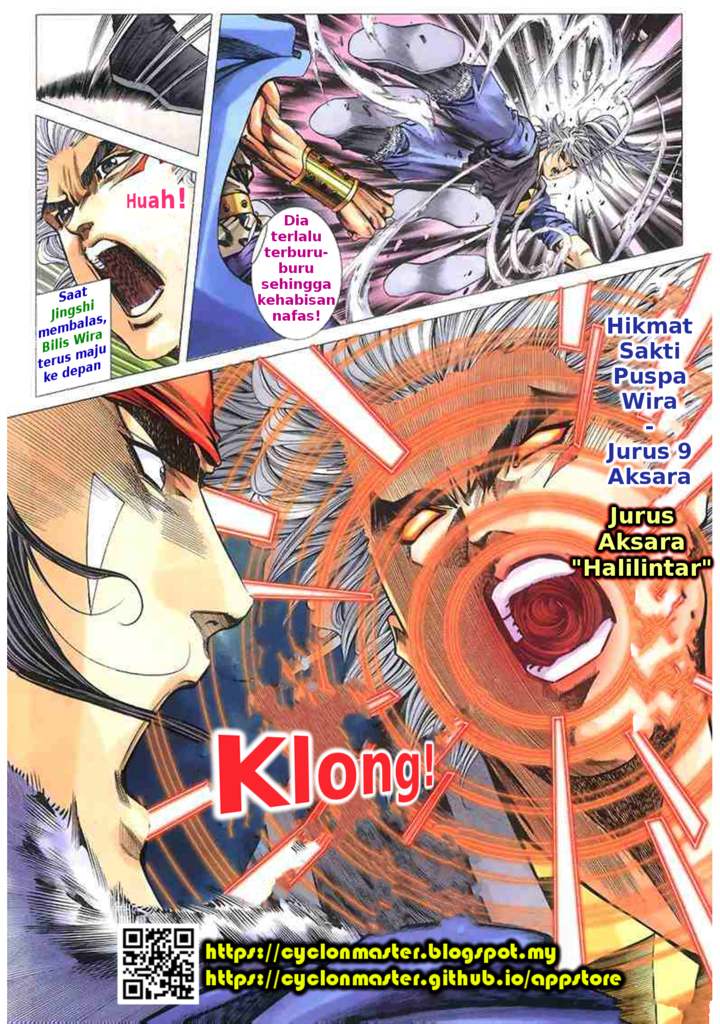 Huah!
Saat
Jingshi
membalas,
Bilis Wira
terus maju
ke depan
Dia
terlalu
terburu-
buru
sehingga
kehabisan
nafas!
Hikmat
Sakti
Puspa
Wira
-
Jurus 9
Aksara
Jurus
Aksara
"Halilintar"
Klong!
https://cyclonmaster.blogspot.my
https://cyclonmaster.github.io/appstore